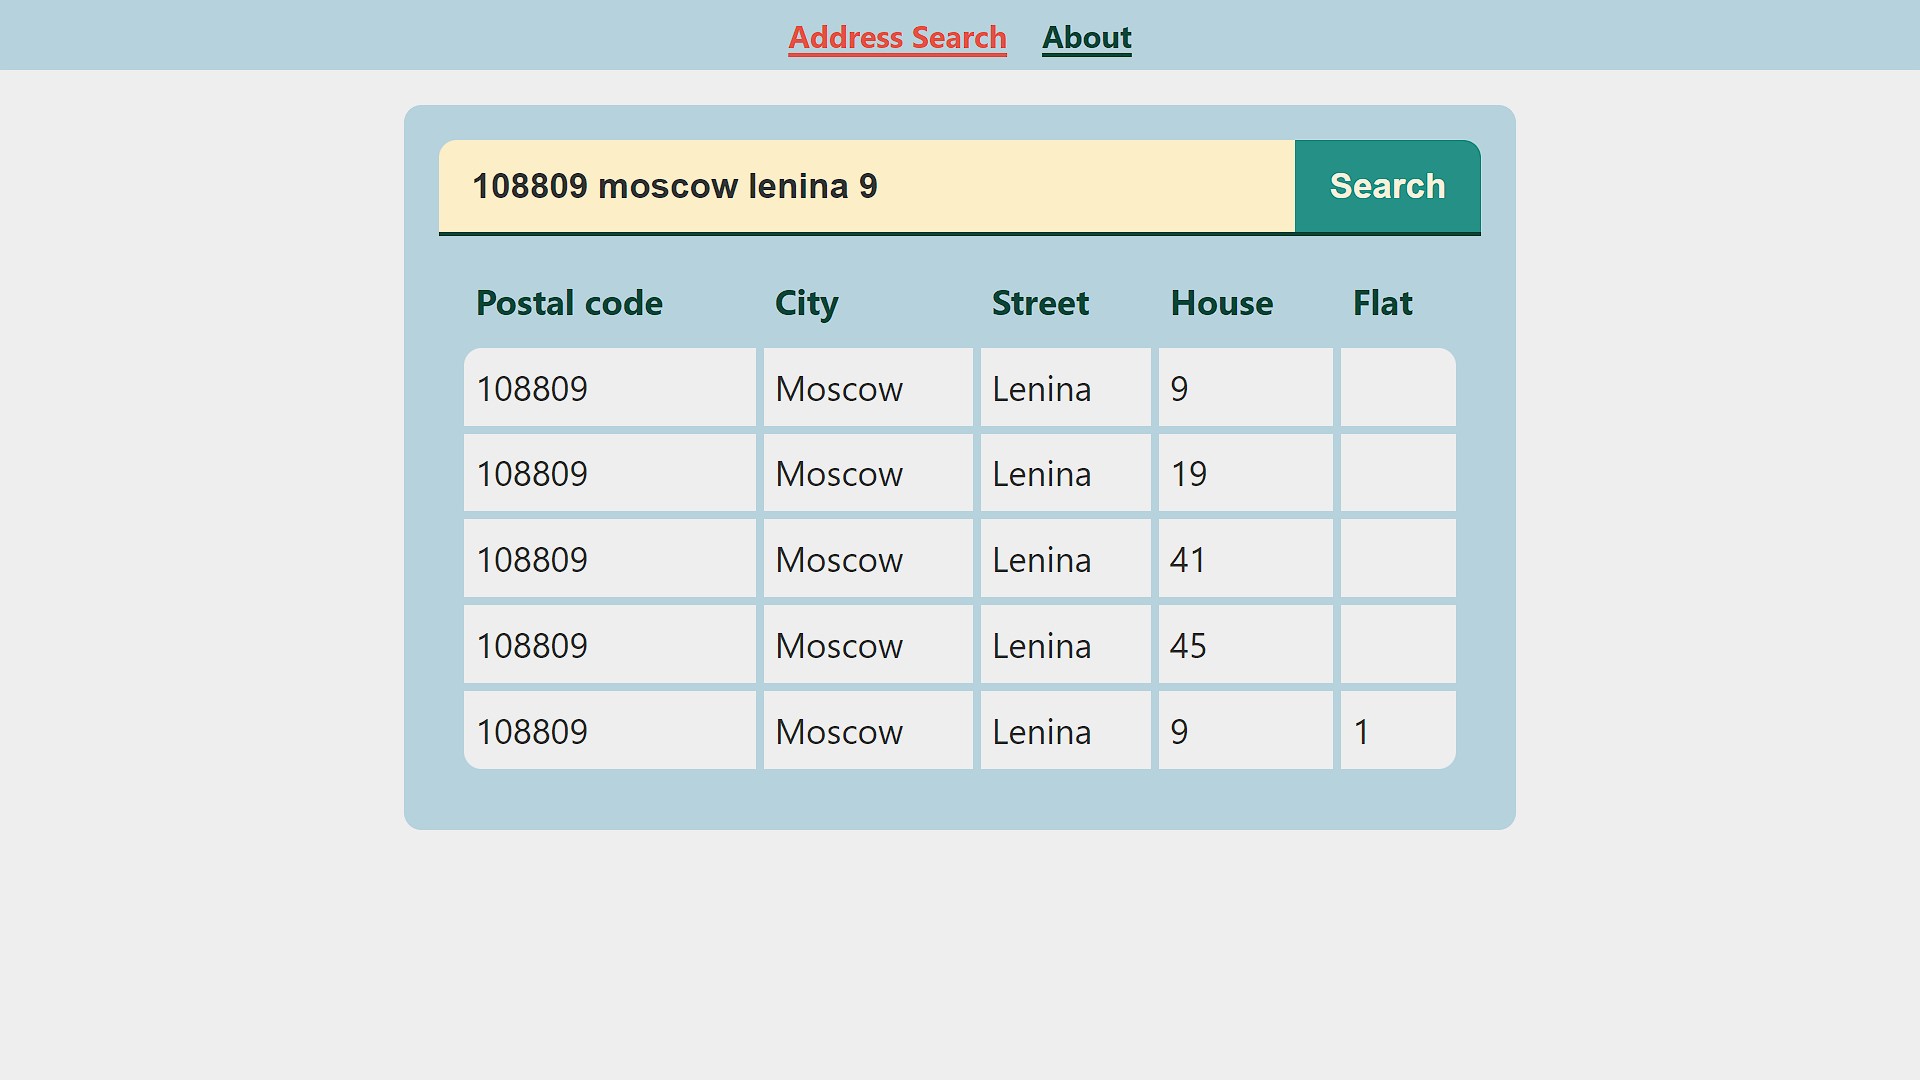 Address Search About
108809 moscow lenina 9 Search
Postal code City Street House Flat
108809 Moscow Lenina 9
108809 Moscow Lenina 19
108809 Moscow Lenina 41
108809 Moscow Lenina 45
108809 Moscow Lenina 9 1